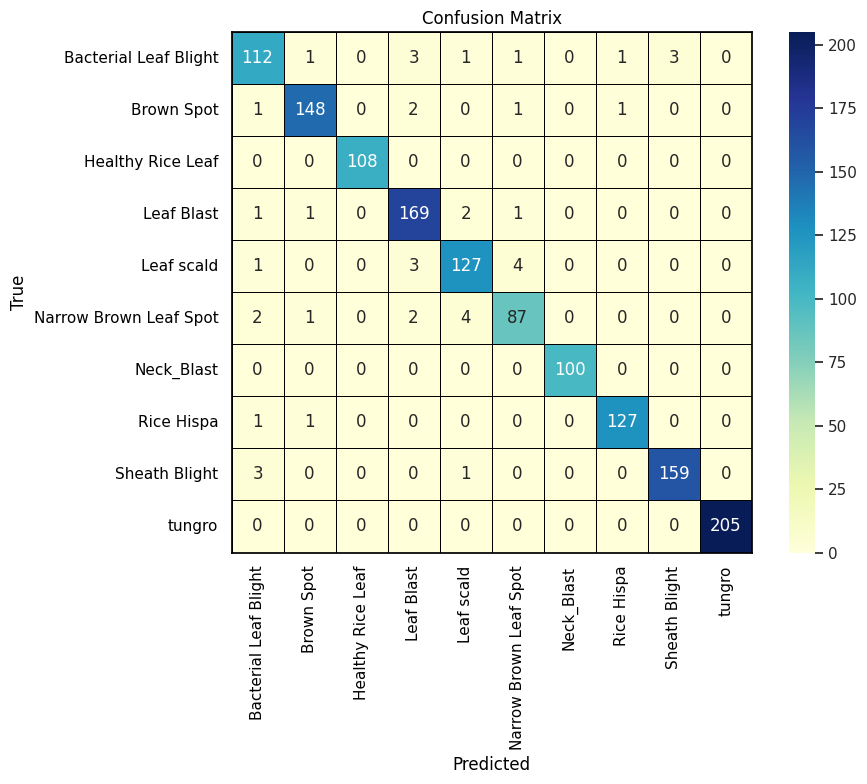 Confusion Matrix
True
Bacterial Leaf Blight 112 1 0 3 1 1 0 1 3 0
Brown Spot 1 148 0 2 0 1 0 1 0 0
Healthy Rice Leaf 0 0 108 0 0 0 0 0 0 0
Leaf Blast 1 1 0 169 2 1 0 0 0 0
Leaf scald 1 0 0 3 127 4 0 0 0 0
Narrow Brown Leaf Spot 2 1 0 2 4 87 0 0 0 0
Neck_Blast 0 0 0 0 0 0 100 0 0 0
Rice Hispa 1 1 0 0 0 0 0 127 0 0
Sheath Blight 3 0 0 0 1 0 0 0 159 0
tungro 0 0 0 0 0 0 0 0 0 205
Bacterial Leaf Blight
Brown Spot
Healthy Rice Leaf
Leaf Blast
Leaf scald
Narrow Brown Leaf Spot
Neck_Blast
Rice Hispa
Sheath Blight
tungro
Predicted
200
175
150
125
100
75
50
25
0